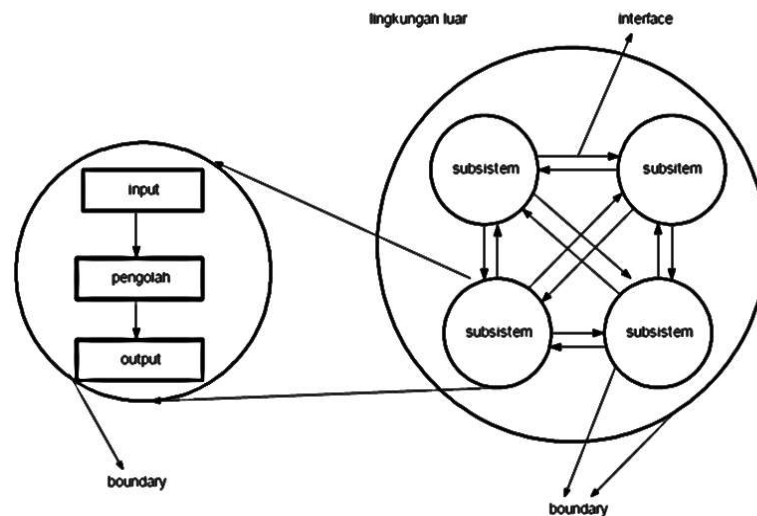 lingkungan luar
interface
subsistem
subsitem
input
pengolah
subsistem
subsistem
output
boundary
boundary